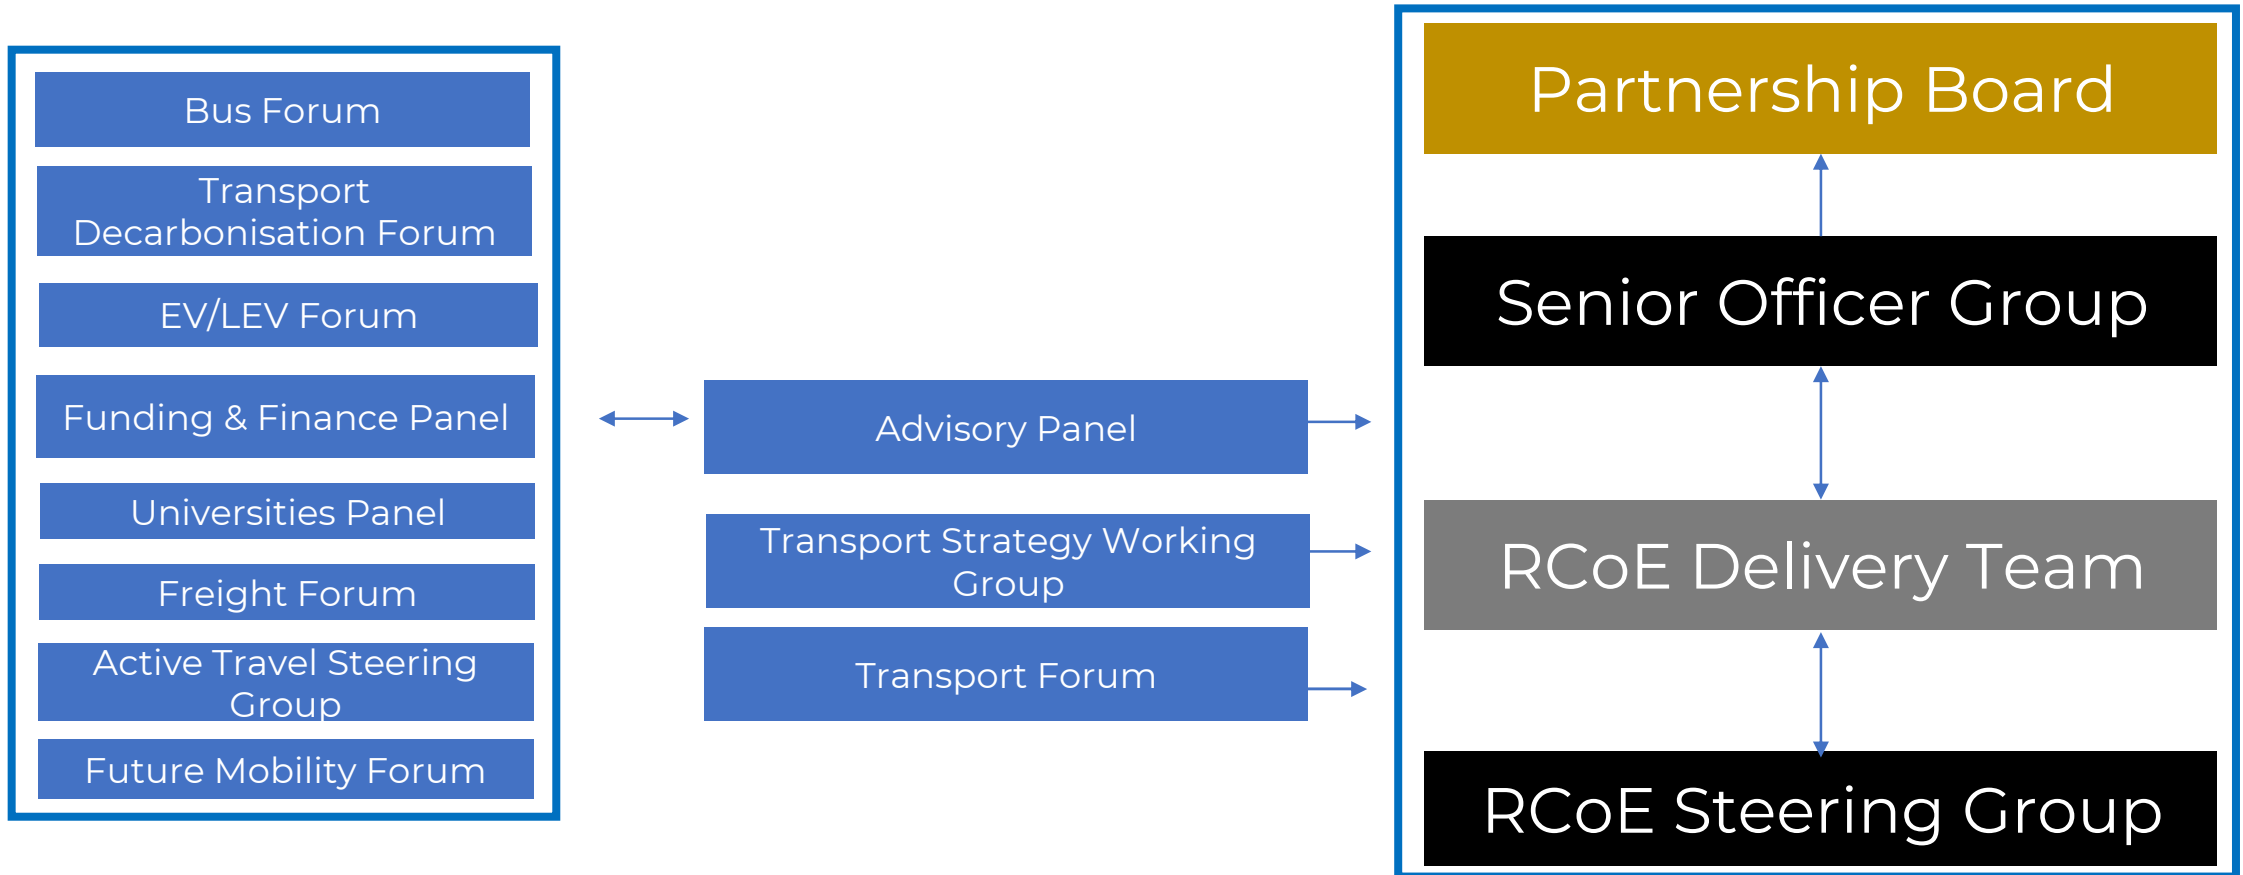 Bus Forum
Transport
Decarbonisation Forum
EV/LEV Forum
Funding & Finance Panel
Universities Panel
Freight Forum
Active Travel Steering
Group
Future Mobility Forum
Advisory Panel
Transport Strategy Working
Group
Transport Forum
Partnership Board
Senior Officer Group
RCoE Delivery Team
RCoE Steering Group